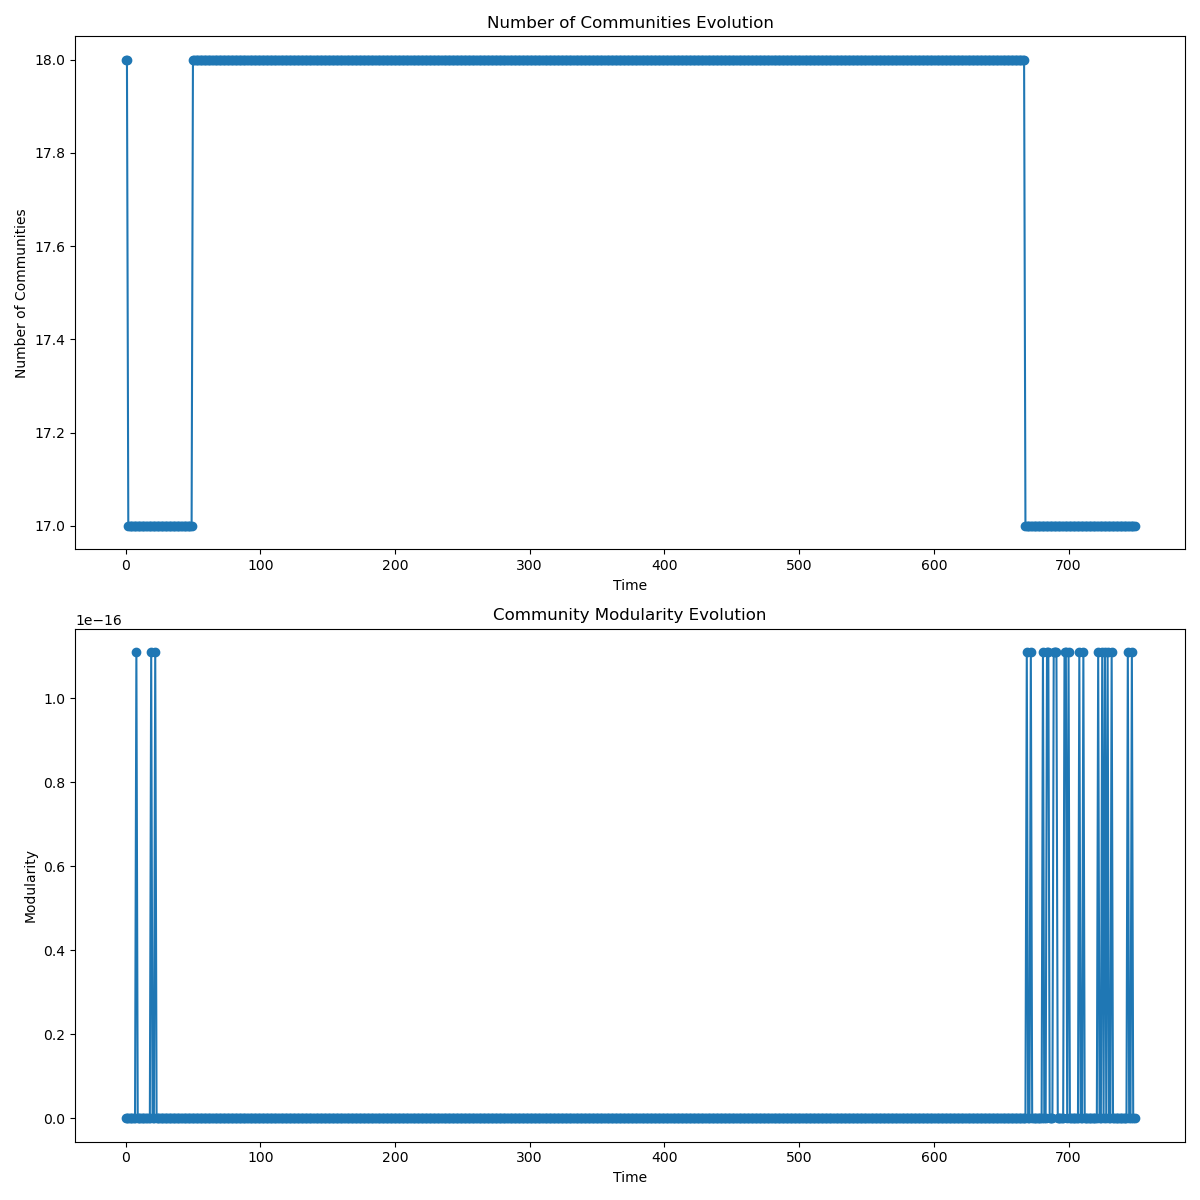 Number of Communities Evolution
18.0
17.8
17.6
17.4
17.2
17.0
Number of Communities
0 100 200 300 400 500 600 700
Time
Community Modularity Evolution
1e−16
1.0
0.8
0.6
0.4
0.2
0.0
Modularity
0 100 200 300 400 500 600 700
Time